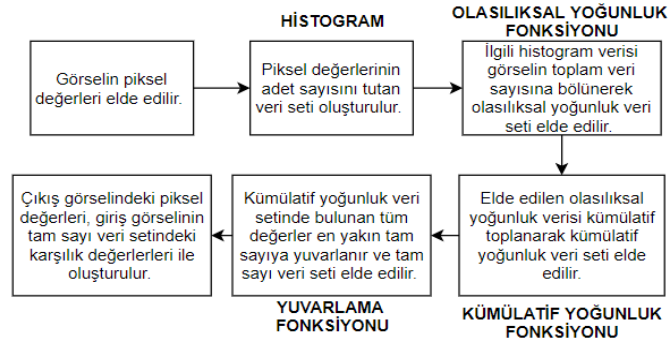 HİSTOGRAM
OLASILIKSAL YOĞUNLUK
FONKSİYONU
Görselin piksel
değerleri elde edilir.
Piksel değerlerinin
adet sayısını tutan
veri seti oluşturulur.
İlgili histogram verisi
görselin toplam veri
sayısına bölünerek
olasılıksal yoğunluk veri
seti elde edilir.
Elde edilen olasılıksal
yoğunluk verisi kümülatif
toplanarak kümülatif
yoğunluk veri seti elde
edilir.
KÜMÜLATİF YOĞUNLUK
FONKSİYONU
Kümülatif yoğunluk veri
setinde bulunan tüm
değerler en yakın tam
sayıya yuvarlanır ve tam
sayı veri seti elde edilir.
YUVARLAMA
FONKSİYONU
Çıkış görselindeki piksel
değerleri, giriş görselinin
tam sayı veri setindeki
karşılık değerlerleri ile
oluşturulur.